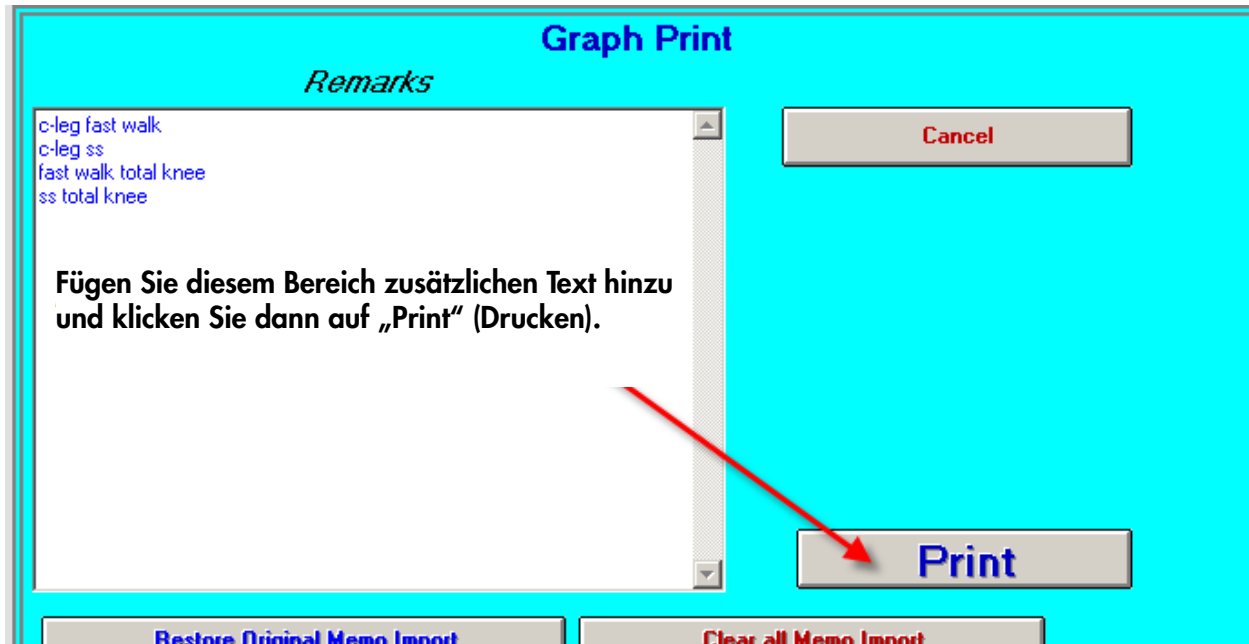 Graph Print
Remarks
c-leg fast walk
c-leg ss
fast walk total knee
ss total knee
Cancel
Fügen Sie diesem Bereich zusätzlichen Text hinzu
und klicken Sie dann auf „Print“ (Drucken).
Print
Restore Original Memo Import
Clear all Memo Import